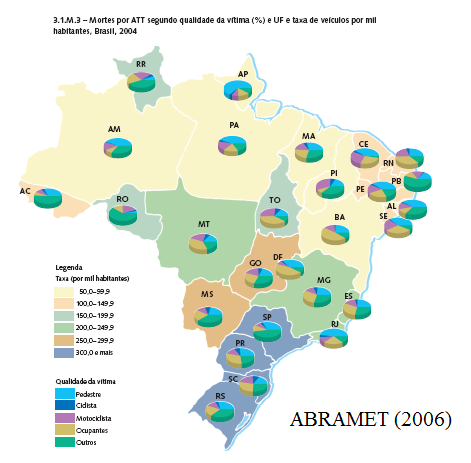 3.1.M.3 – Mortes por ATT segundo qualidade da vítima (%) e UF e taxa de veículos por mil
habitantes, Brasil, 2004
RR
AP
AM
PA
MA
CE
RN
PI
PE
PB
AC
RO
TO
AL
SE
BA
MT
DF
GO
MG
MS
ES
SP
RJ
PR
SC
RS
Legenda
Taxa (por mil habitantes)
50,0–99,9
100,0–149,9
150,0–199,9
200,0–249,9
250,0–299,9
300,0 e mais
Qualidade da vítima
Pedestre
Ciclista
Motociclista
Ocupantes
Outros
ABRAMET (2006)